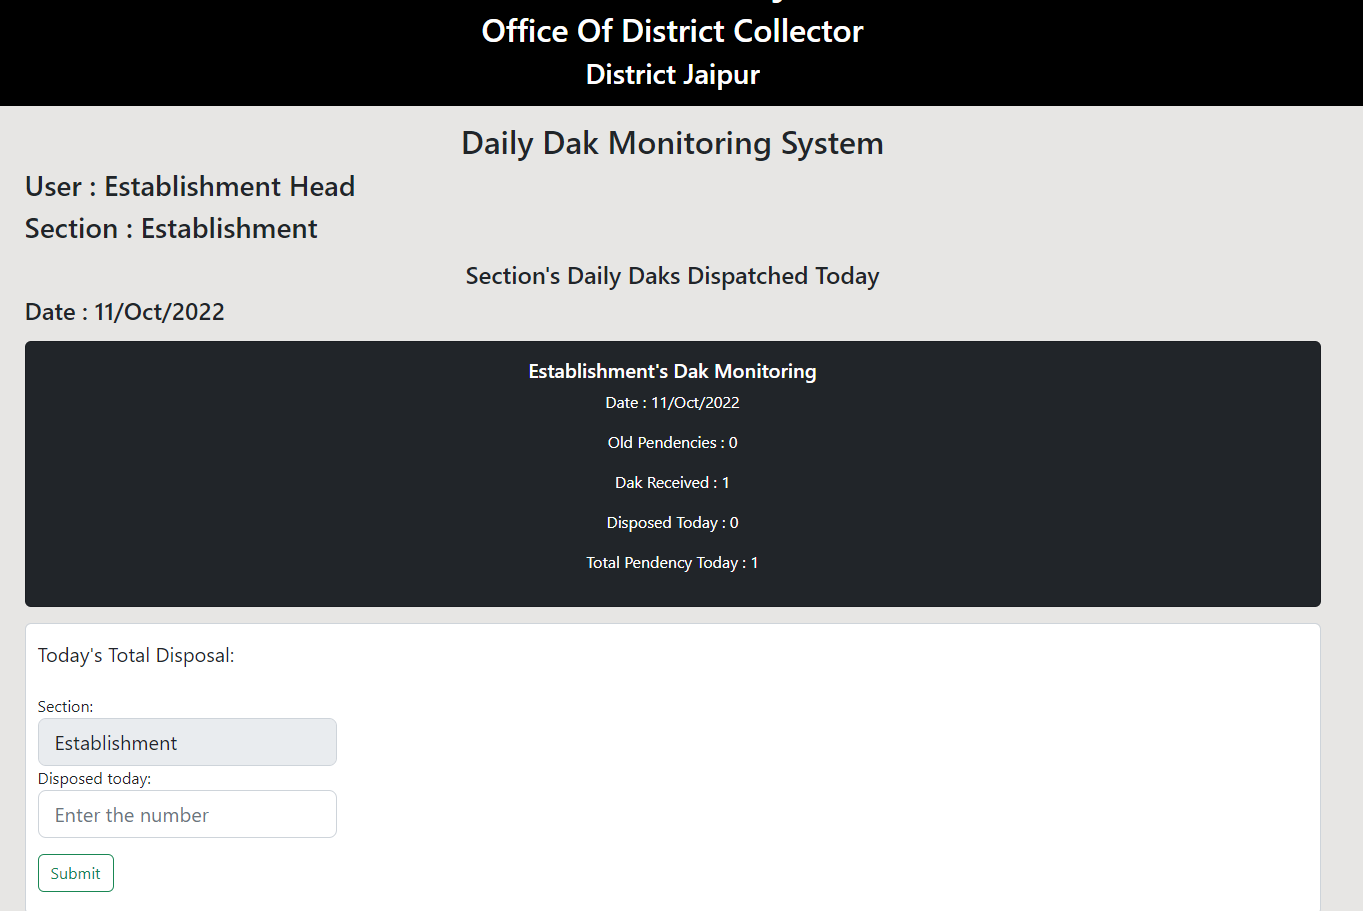 Office Of District Collector
District Jaipur
Daily Dak Monitoring System
User : Establishment Head
Section : Establishment
Section's Daily Daks Dispatched Today
Date : 11/Oct/2022
Establishment's Dak Monitoring
Date : 11/Oct/2022
Old Pendencies : 0
Dak Received : 1
Disposed Today : 0
Total Pendency Today : 1
Today's Total Disposal:
Section:
Establishment
Disposed today:
Enter the number
Submit